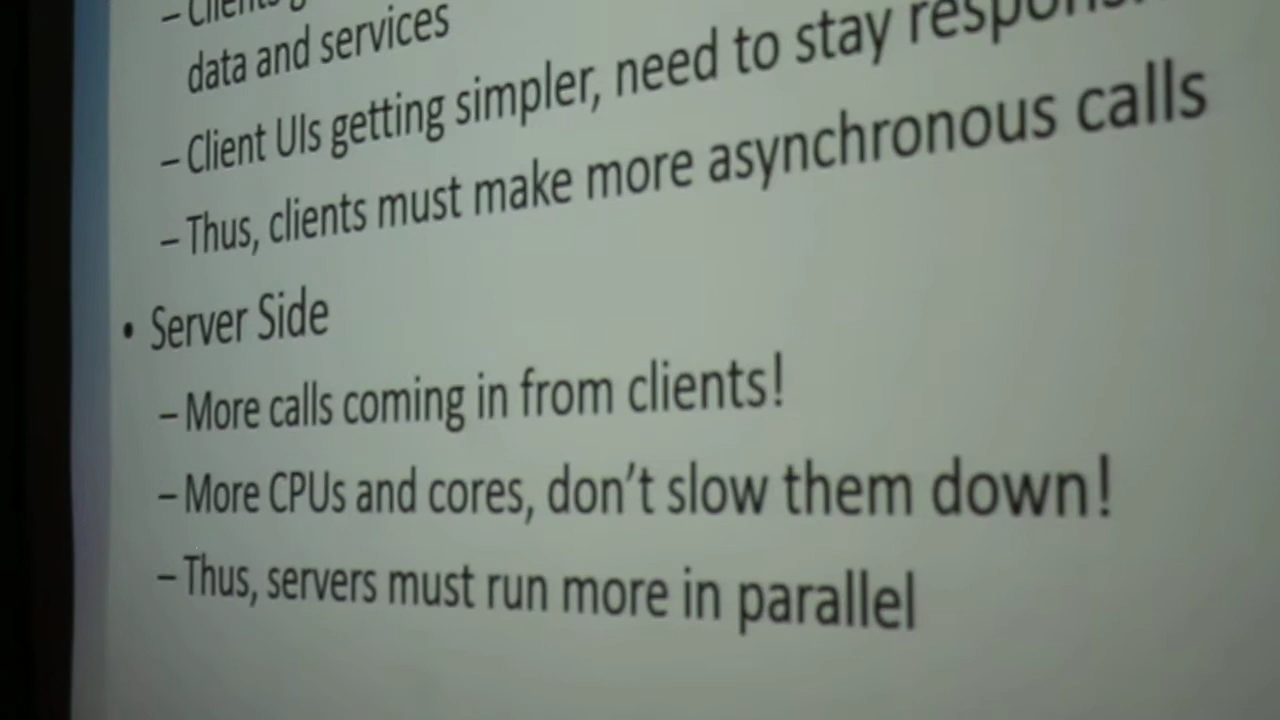 – Clients
data and services
– Client UIs getting simpler, need to stay
– Thus, clients must make more asynchronous calls
• Server Side
– More calls coming in from clients!
– More CPUs and cores, don't slow them down!
– Thus, servers must run more in parallel